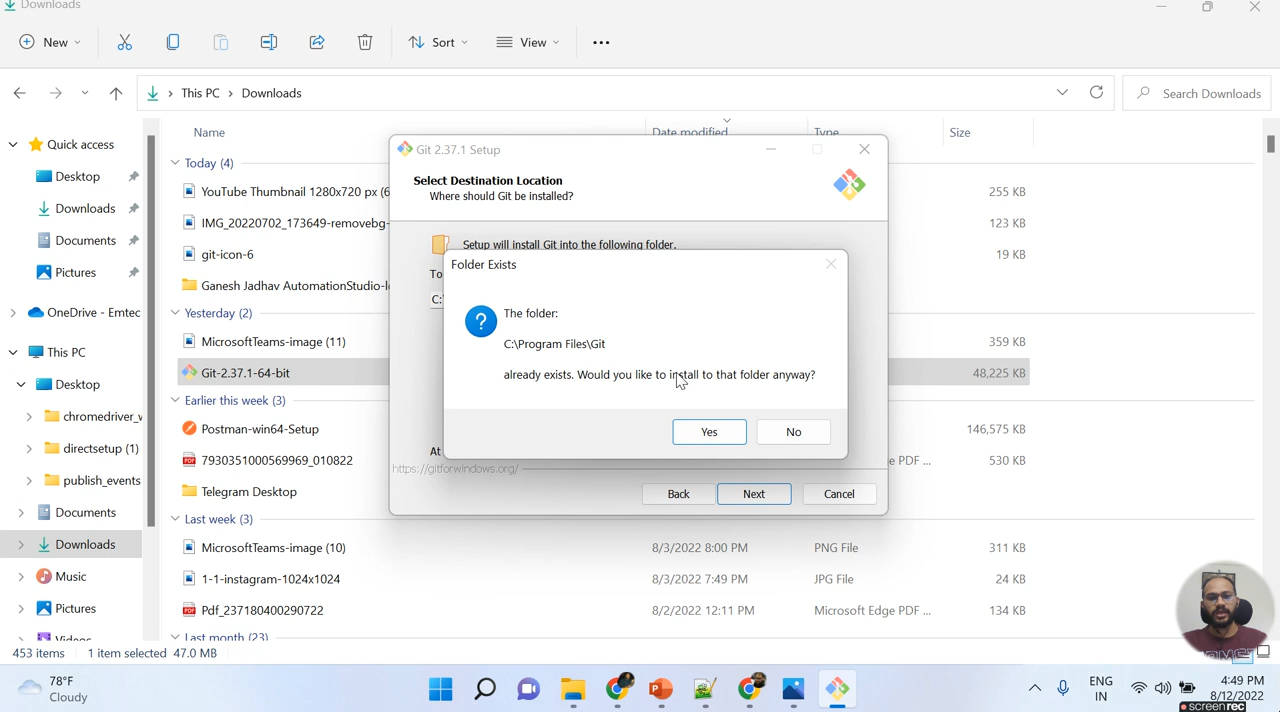 Downloads
New
Sort
View
This PC
Downloads
Search Downloads
Name
Date modified
Type
Size
Quick access
Desktop
Downloads
Documents
Pictures
OneDrive - Emtec
This PC
Desktop
chromedriver_v
directsetup (1)
publish_events
Documents
Downloads
Music
Pictures
Videos
Today (4)
YouTube Thumbnail 1280x720 px (6
255 KB
IMG_20220702_173649-removebg-
123 KB
git-icon-6
19 KB
Ganesh Jadhav AutomationStudio-l
Yesterday (2)
MicrosoftTeams-image (11)
359 KB
Git-2.37.1-64-bit
48,225 KB
Earlier this week (3)
Postman-win64-Setup
146,575 KB
7930351000569969_010822
e PDF ...
530 KB
Telegram Desktop
Last week (3)
MicrosoftTeams-image (10)
8/3/2022 8:00 PM
PNG File
311 KB
1-1-instagram-1024x1024
8/3/2022 7:49 PM
JPG File
24 KB
Pdf_237180400290722
8/2/2022 12:11 PM
Microsoft Edge PDF ...
134 KB
Last month (23)
Git 2.37.1 Setup
Select Destination Location
Where should Git be installed?
Setup will install Git into the following folder.
To
C:\
At
https://gitforwindows.org/
Back
Next
Cancel
Folder Exists
The folder:
C:\Program Files\Git
already exists. Would you like to install to that folder anyway?
Yes
No
453 items
1 item selected 47.0 MB
78°F
Cloudy
ENG
IN
4:49 PM
8/12/2022
screenrec